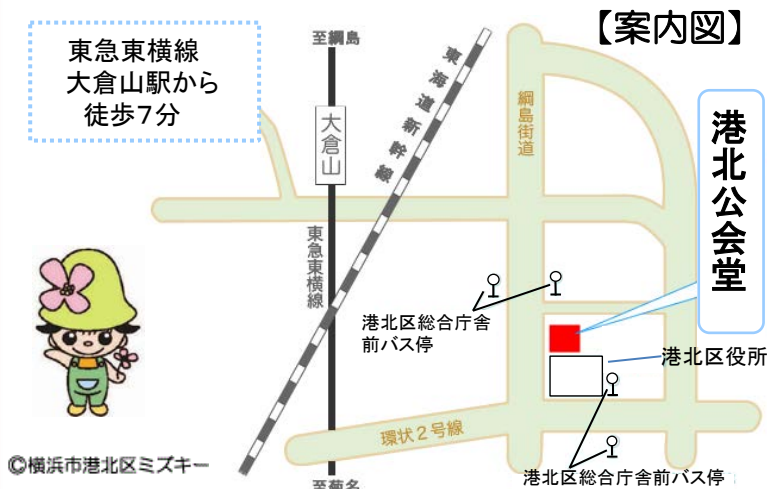 【案内図】
東急東横線
大倉山駅から
徒歩7分
至綱島
大倉山
東海道新幹線
綱島街道
港北公会堂
東急東横線
港北区総合庁舎
前バス停
港北区役所
環状2号線
©横浜市港北区ミズキー
港北区総合庁舎前バス停
至菊名